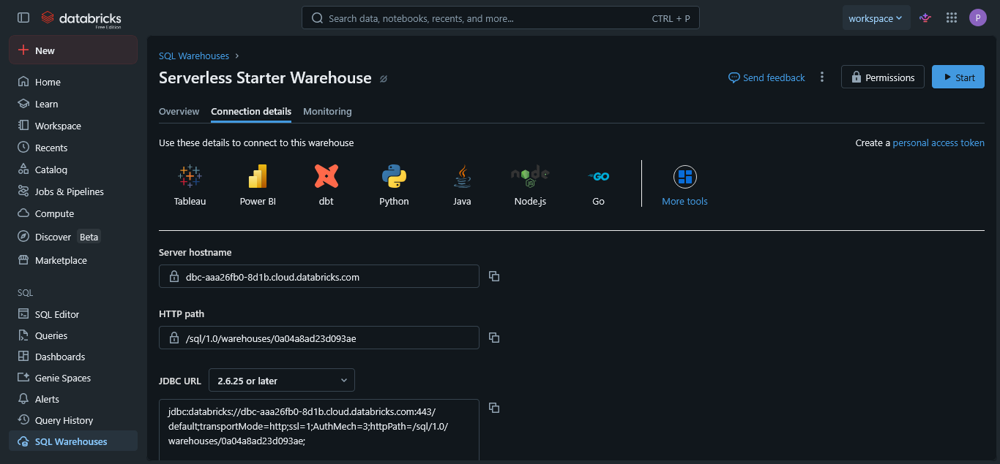 databricks
Free Edition
Search data, notebooks, recents, and more...
CTRL + P
workspace
P
New
Home
Learn
Workspace
Recents
Catalog
Jobs & Pipelines
Compute
Discover Beta
Marketplace
SQL
SQL Editor
Queries
Dashboards
Genie Spaces
Alerts
Query History
SQL Warehouses
SQL Warehouses >
Serverless Starter Warehouse
Send feedback
Permissions
Start
Overview
Connection details
Monitoring
Use these details to connect to this warehouse
Create a personal access token
Tableau
Power BI
dbt
Python
Java
node
JS
Node.js
GO
Go
More tools
Server hostname
dbc-aaa26fb0-8d1b.cloud.databricks.com
HTTP path
/sql/1.0/warehouses/0a04a8ad23d093ae
JDBC URL
2.6.25 or later
jdbc:databricks://dbc-aaa26fb0-8d1b.cloud.databricks.com:443/
default;transportMode=http;ssl=1;AuthMech=3;httpPath=/sql/1.0/
warehouses/0a04a8ad23d093ae;